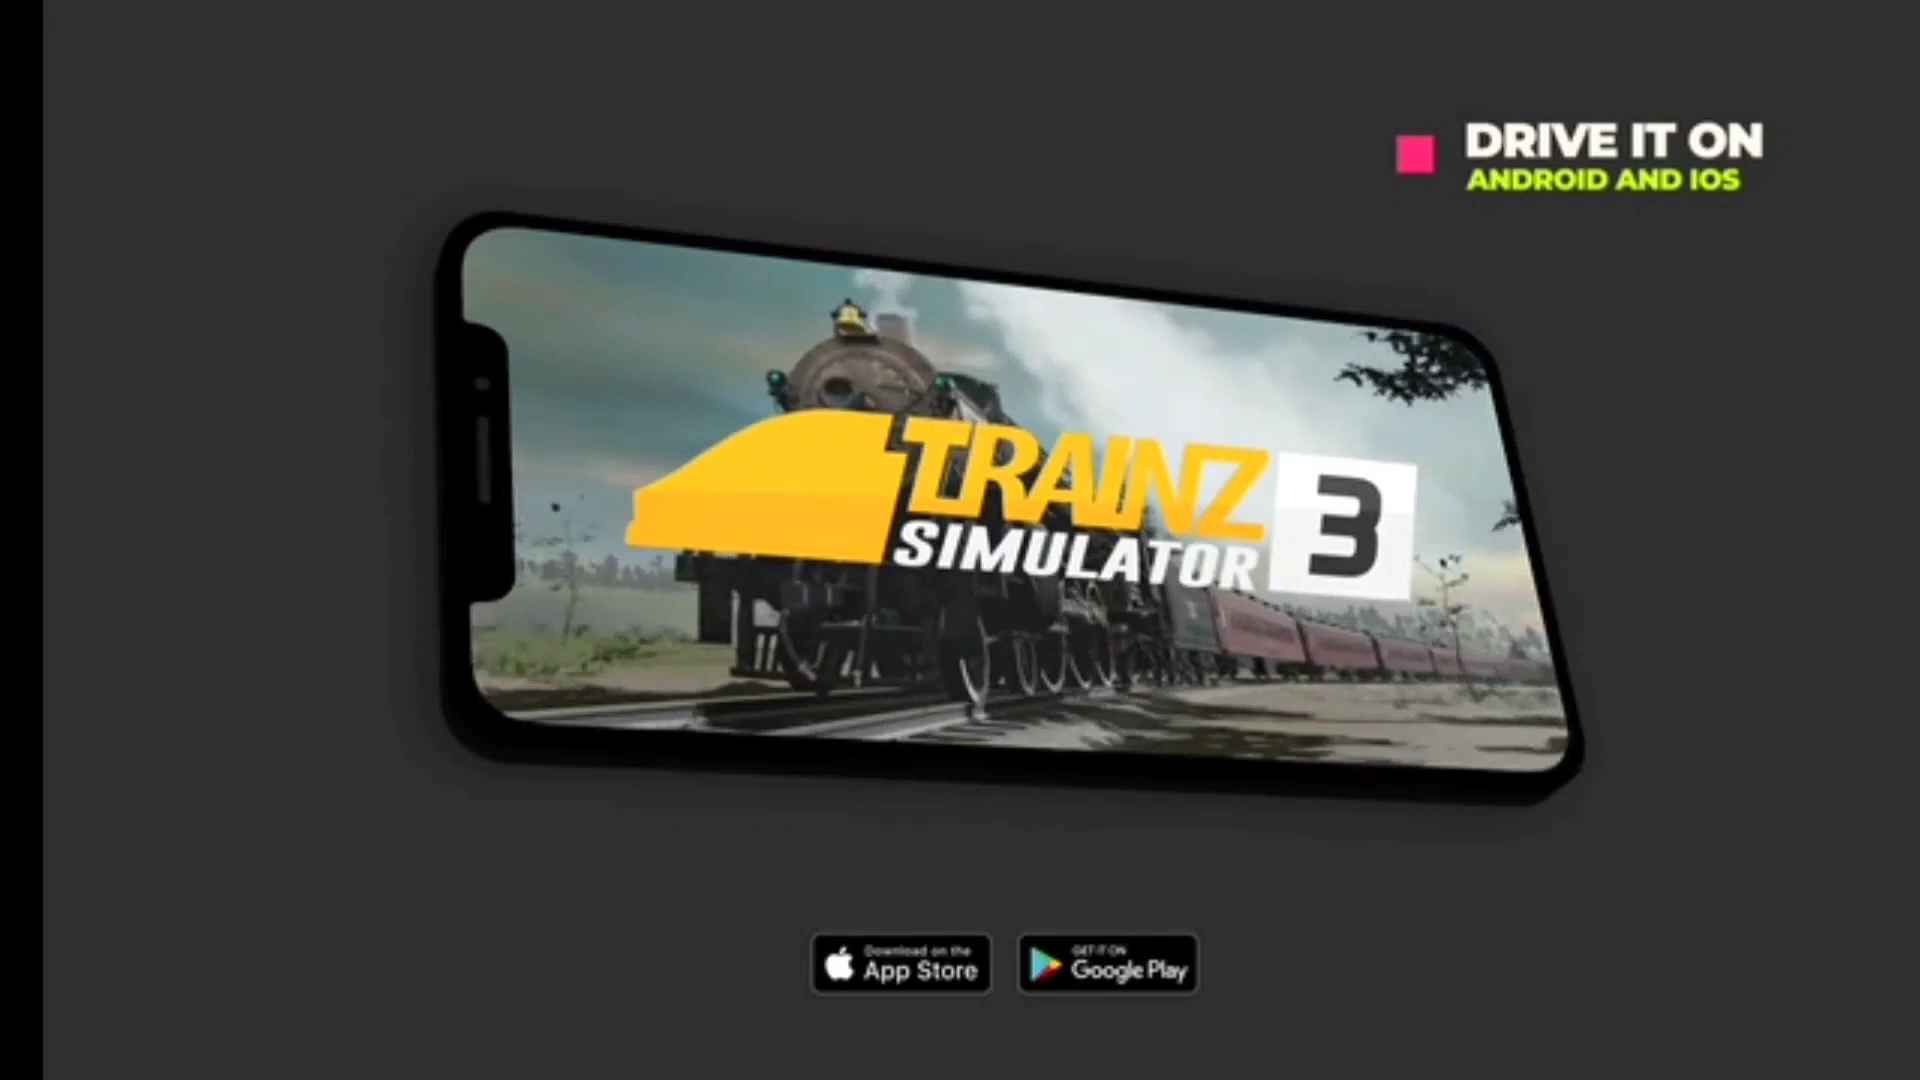 DRIVE IT ON
ANDROID AND IOS
TRAINZ
SIMULATOR
3
Download on the
App Store
GET IT ON
Google Play